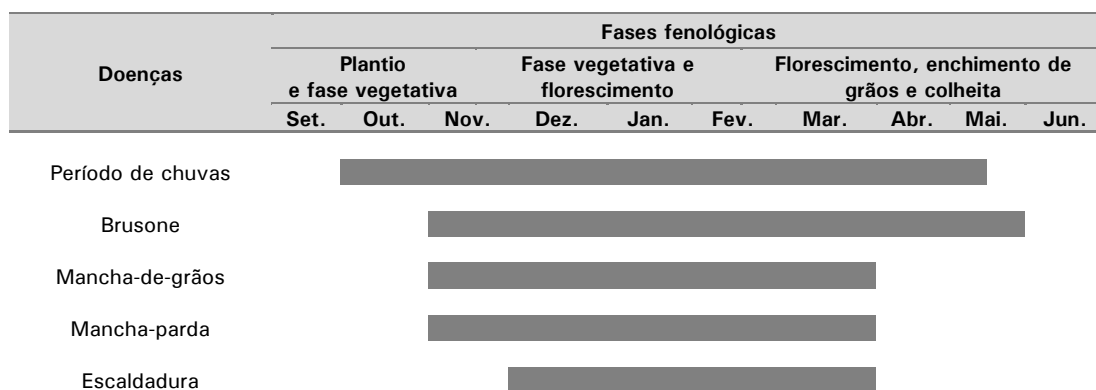 Fases fenológicas
Doenças
Plantio
e fase vegetativa
Fase vegetativa e
florescimento
Florescimento, enchimento de
grãos e colheita
Set. Out. Nov. Dez. Jan. Fev. Mar. Abr. Mai. Jun.
Período de chuvas
Brusone
Mancha-de-grãos
Mancha-parda
Escaldadura